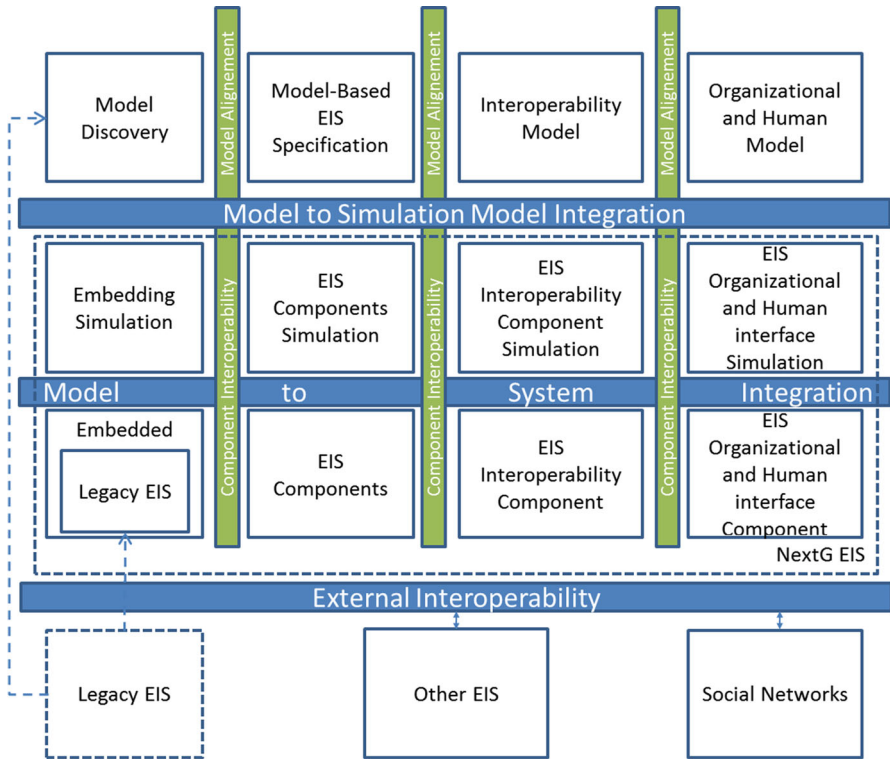 Model
Discovery
Model Alignement
Model-Based
EIS
Specification
Model Alignement
Interoperability
Model
Model Alignement
Organizational
and Human
Model
Model to Simulation Model Integration
Embedding
Simulation
Component Interoperability
EIS
Components
Simulation
Component Interoperability
EIS
Interoperability
Component
Simulation
Component Interoperability
EIS
Organizational
and Human
interface
Simulation
Model to System Integration
Embedded
Legacy EIS
EIS
Components
EIS
Interoperability
Component
EIS
Organizational
and Human
interface
Component
NextG EIS
External Interoperability
Legacy EIS
Other EIS
Social Networks